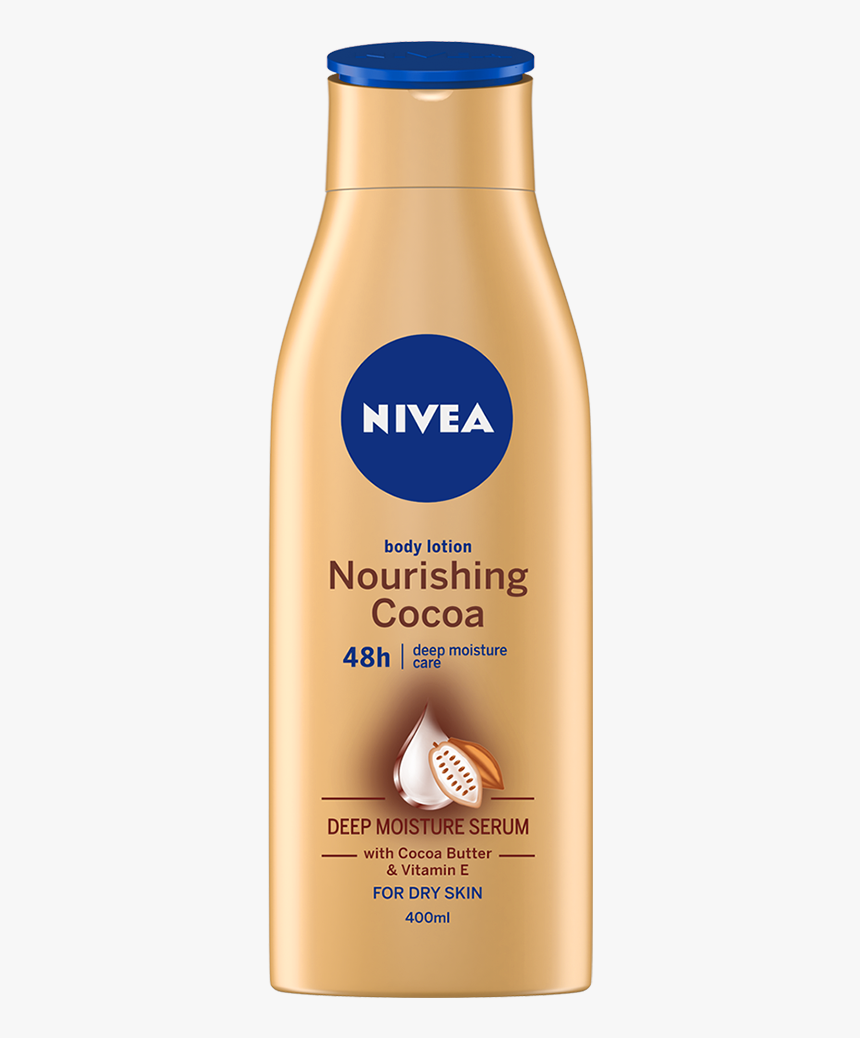 NIVEA
body lotion
Nourishing
Cocoa
48h
deep moisture
care
DEEP MOISTURE SERUM
with Cocoa Butter
& Vitamin E
FOR DRY SKIN
400ml